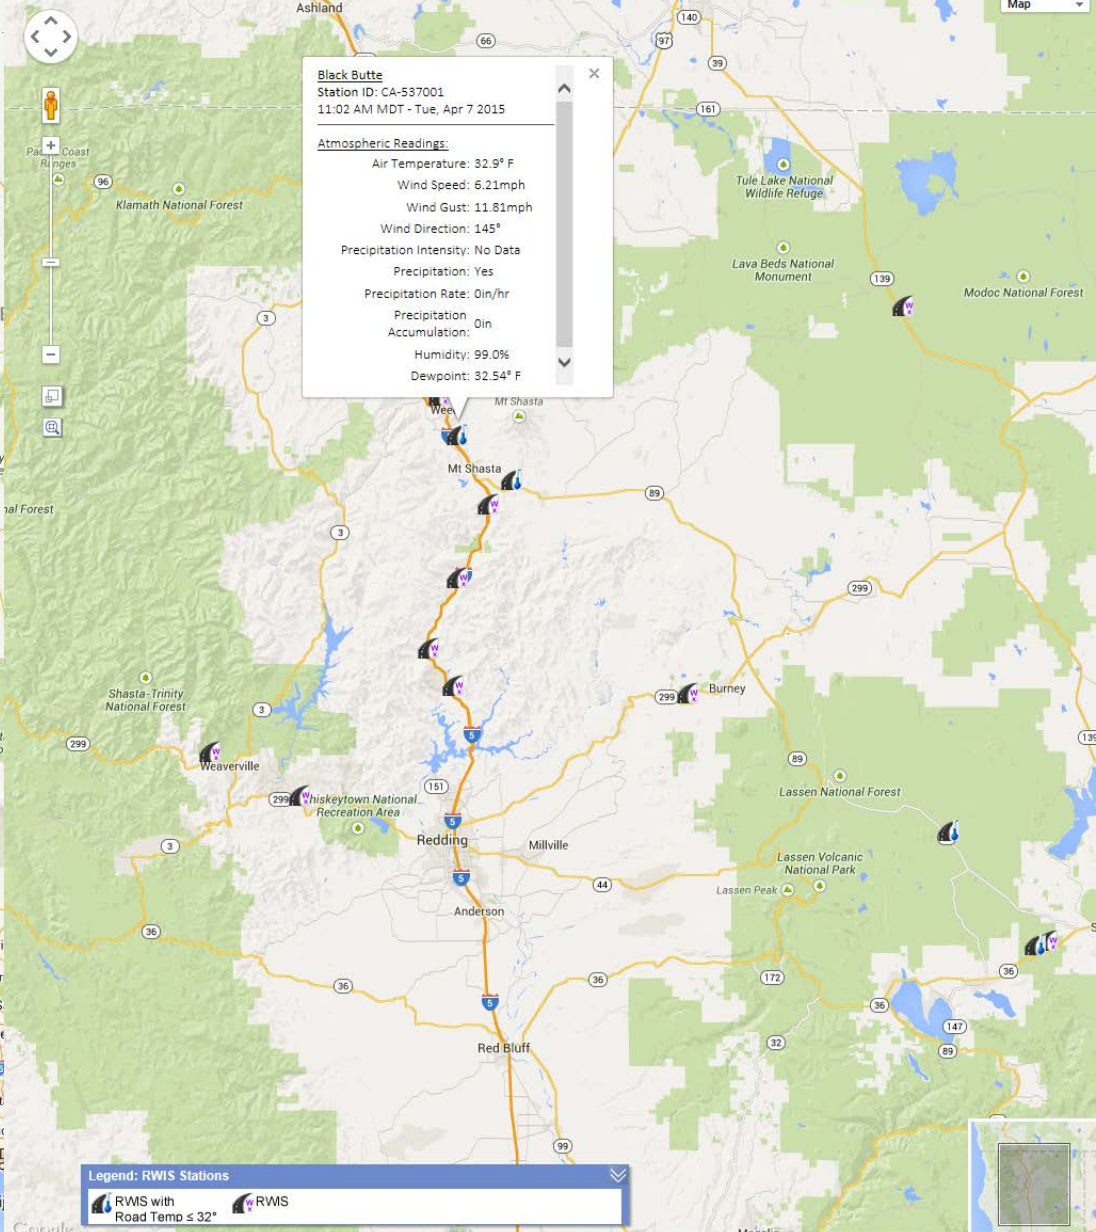 Ashland
Map
140
66
97
39
161
Black Butte
Station ID: CA-537001
11:02 AM MDT - Tue, Apr 7 2015
Atmospheric Readings:
Air Temperature: 32.9° F
Wind Speed: 6.21mph
Wind Gust: 11.81mph
Wind Direction: 145°
Precipitation Intensity: No Data
Precipitation: Yes
Precipitation Rate: 0in/hr
Precipitation
Accumulation: 0in
Humidity: 99.0%
Dewpoint: 32.54° F
Coast
Ranges
96
Klamath National Forest
Tule Lake National
Wildlife Refuge
Lava Beds National
Monument
139
Modoc National Forest
3
Mt Shasta
Mt Shasta
89
nal Forest
3
299
Shasta-Trinity
National Forest
3
299
Burney
299
5
139
Weaverville
89
151
Lassen National Forest
299
hiskeytown National
Recreation Area
5
Redding
Millville
3
Lassen Volcanic
National Park
5
44
Lassen Peak
Anderson
36
36
36
172
36
5
36
147
32
Red Bluff
89
99
Legend: RWIS Stations
RWIS with
Road Temp ≤ 32°
RWIS